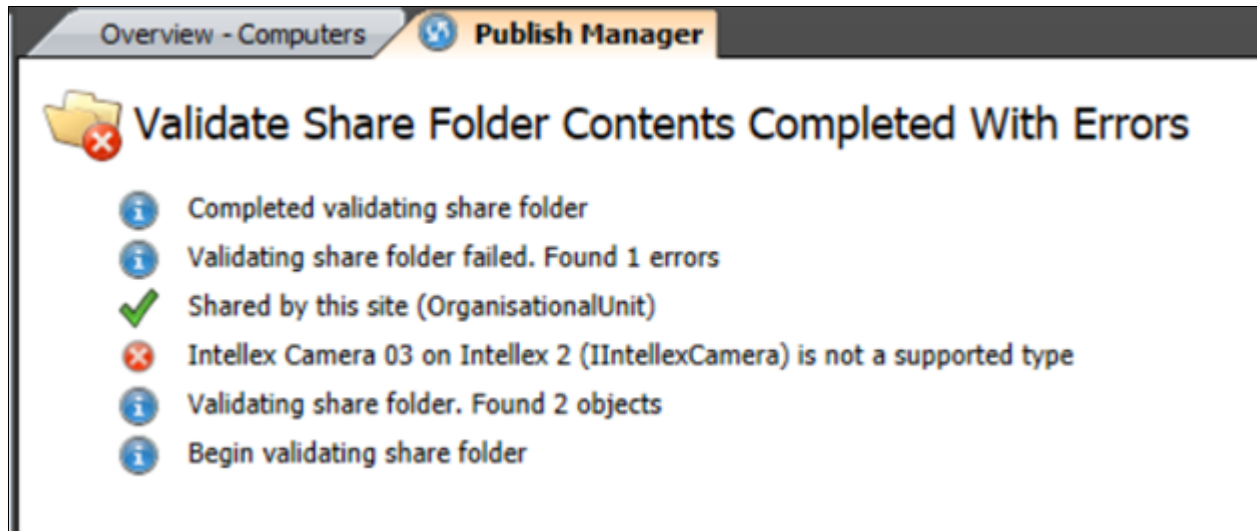 Overview - Computers
Publish Manager
Validate Share Folder Contents Completed With Errors
Completed validating share folder
Validating share folder failed. Found 1 errors
Shared by this site (OrganisationalUnit)
Intellex Camera 03 on Intellex 2 (IIntellexCamera) is not a supported type
Validating share folder. Found 2 objects
Begin validating share folder